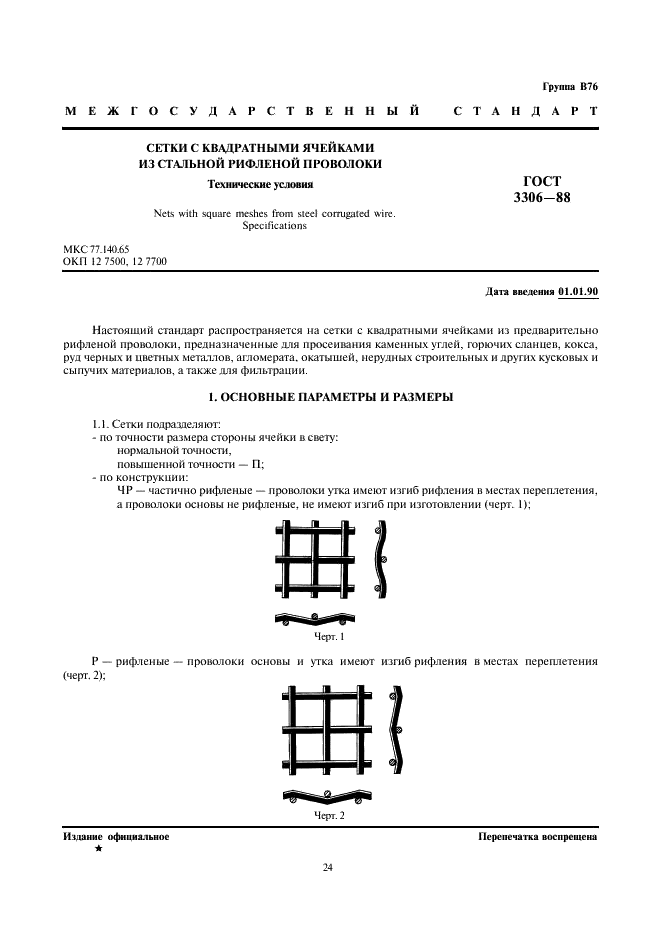 Группа В76
МЕЖГОСУДАРСТВЕННЫЙ СТАНДАРТ
СЕТКИ С КВАДРАТНЫМИ ЯЧЕЙКАМИ
ИЗ СТАЛЬНОЙ РИФЛЕНОЙ ПРОВОЛОКИ
Технические условия
Nets with square meshes from steel corrugated wire.
Specifications
ГОСТ
3306—88
МКС 77.140.65
ОКП 12 7500, 12 7700
Дата введения 01.01.90
Настоящий стандарт распространяется на сетки с квадратными ячейками из предварительно
рифленой проволоки, предназначенные для просеивания каменных углей, горючих сланцев, кокса,
руд черных и цветных металлов, агломерата, окатышей, нерудных строительных и других кусковых и
сыпучих материалов, а также для фильтрации.
1. ОСНОВНЫЕ ПАРАМЕТРЫ И РАЗМЕРЫ
1.1. Сетки подразделяют:
- по точности размера стороны ячейки в свету:
нормальной точности,
повышенной точности — П;
- по конструкции:
ЧР — частично рифленые — проволоки утка имеют изгиб рифления в местах переплетения,
а проволоки основы не рифленые, не имеют изгиб при изготовлении (черт. 1);
Черт. 1
Р — рифленые — проволоки основы и утка имеют изгиб рифления в местах переплетения
(черт. 2);
Черт. 2
Издание официальное
Перепечатка воспрещена
★
24